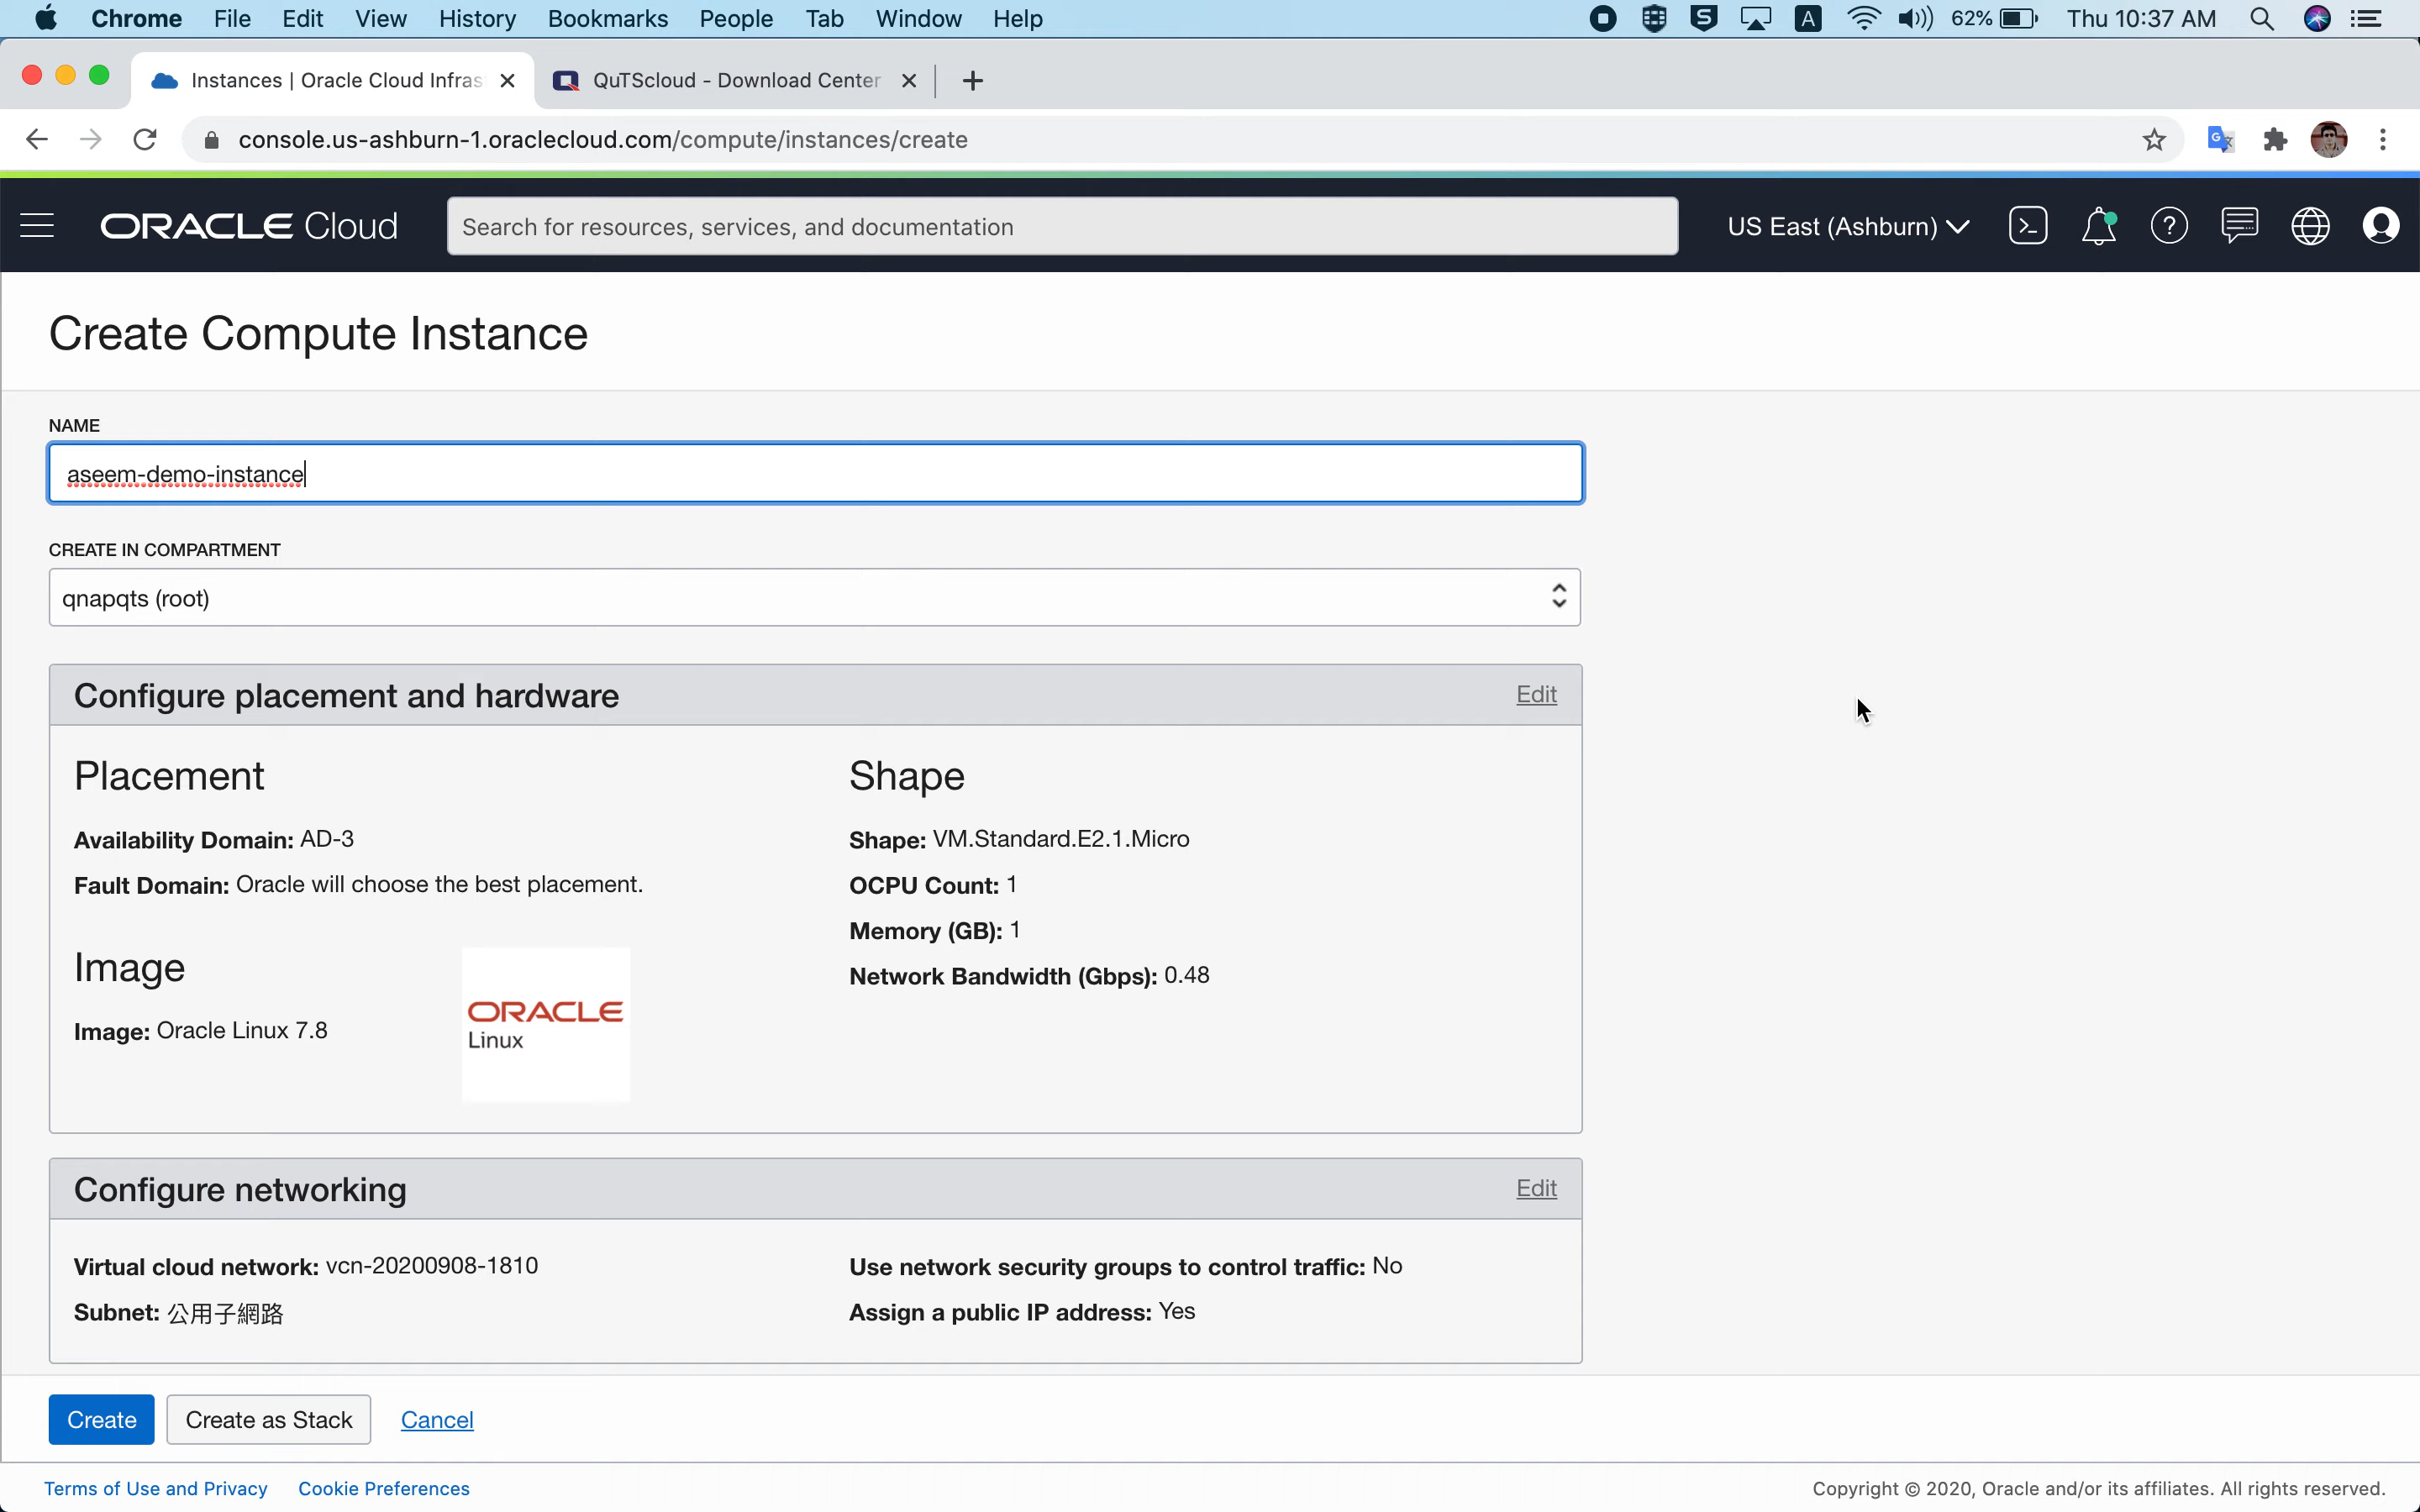 Chrome File Edit View History Bookmarks People Tab Window Help A 62% Thu 10:37 AM
Instances | Oracle Cloud Infras QuTScloud - Download Center
console.us-ashburn-1.oraclecloud.com/compute/instances/create
ORACLE Cloud Search for resources, services, and documentation US East (Ashburn)
Create Compute Instance
NAME
aseem-demo-instance
CREATE IN COMPARTMENT
qnapqts (root)
Configure placement and hardware Edit
Placement Shape
Availability Domain: AD-3 Shape: VM.Standard.E2.1.Micro
Fault Domain: Oracle will choose the best placement. OCPU Count: 1
Memory (GB): 1
Image Network Bandwidth (Gbps): 0.48
Image: Oracle Linux 7.8
ORACLE
Linux
Configure networking Edit
Virtual cloud network: vcn-20200908-1810 Use network security groups to control traffic: No
Subnet: 公用子網路 Assign a public IP address: Yes
Create Create as Stack Cancel
Terms of Use and Privacy Cookie Preferences Copyright © 2020, Oracle and/or its affiliates. All rights reserved.